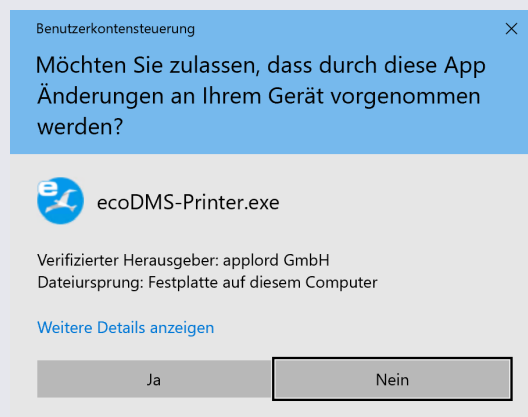 Benutzerkontensteuerung
Möchten Sie zulassen, dass durch diese App
Änderungen an Ihrem Gerät vorgenommen
werden?
e
ecoDMS-Printer.exe
Verifizierter Herausgeber: applord GmbH
Dateiursprung: Festplatte auf diesem Computer
Weitere Details anzeigen
Ja Nein